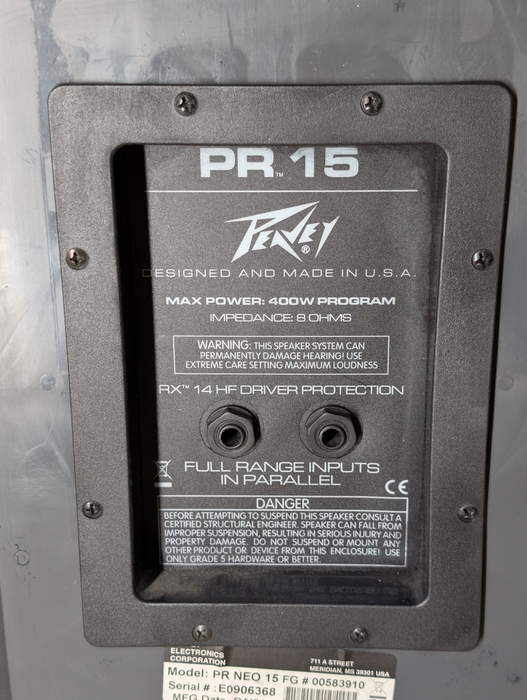 PR™ 15
PEAVEY®
DESIGNED AND MADE IN U.S.A.
MAX POWER: 400W PROGRAM
IMPEDANCE: 8 OHMS
WARNING: THIS SPEAKER SYSTEM CAN
PERMANENTLY DAMAGE HEARING! USE
EXTREME CARE SETTING MAXIMUM LOUDNESS
RX™ 14 HF DRIVER PROTECTION
FULL RANGE INPUTS
IN PARALLEL
CE
DANGER
BEFORE ATTEMPTING TO SUSPEND THIS SPEAKER CONSULT A
CERTIFIED STRUCTURAL ENGINEER. SPEAKER CAN FALL FROM
IMPROPER SUSPENSION, RESULTING IN SERIOUS INJURY AND
PROPERTY DAMAGE. DO NOT SUSPEND OR MOUNT ANY
OTHER PRODUCT OR DEVICE FROM THIS ENCLOSURE! USE
ONLY GRADE 5 HARDWARE OR BETTER.
ELECTRONICS 711 A STREET
CORPORATION MERIDIAN, MS 39301 USA
Model: PR NEO 15 FG # 00583910
Serial # : E0906368
MFG Date